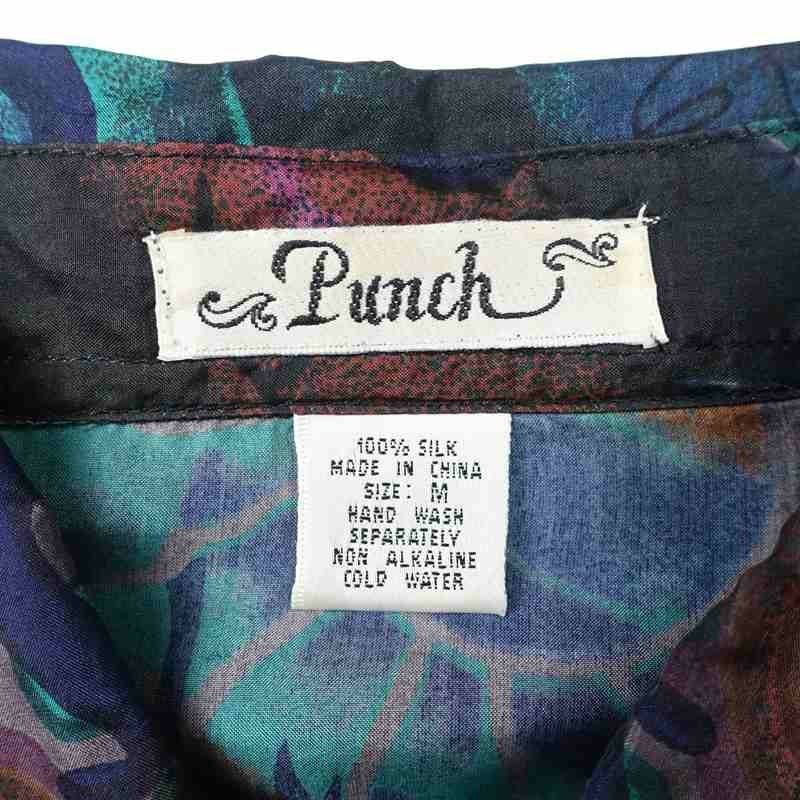 Punch
100% SILK
MADE IN CHINA
SIZE: M
HAND WASH
SEPARATELY
NON ALKALINE
COLD WATER